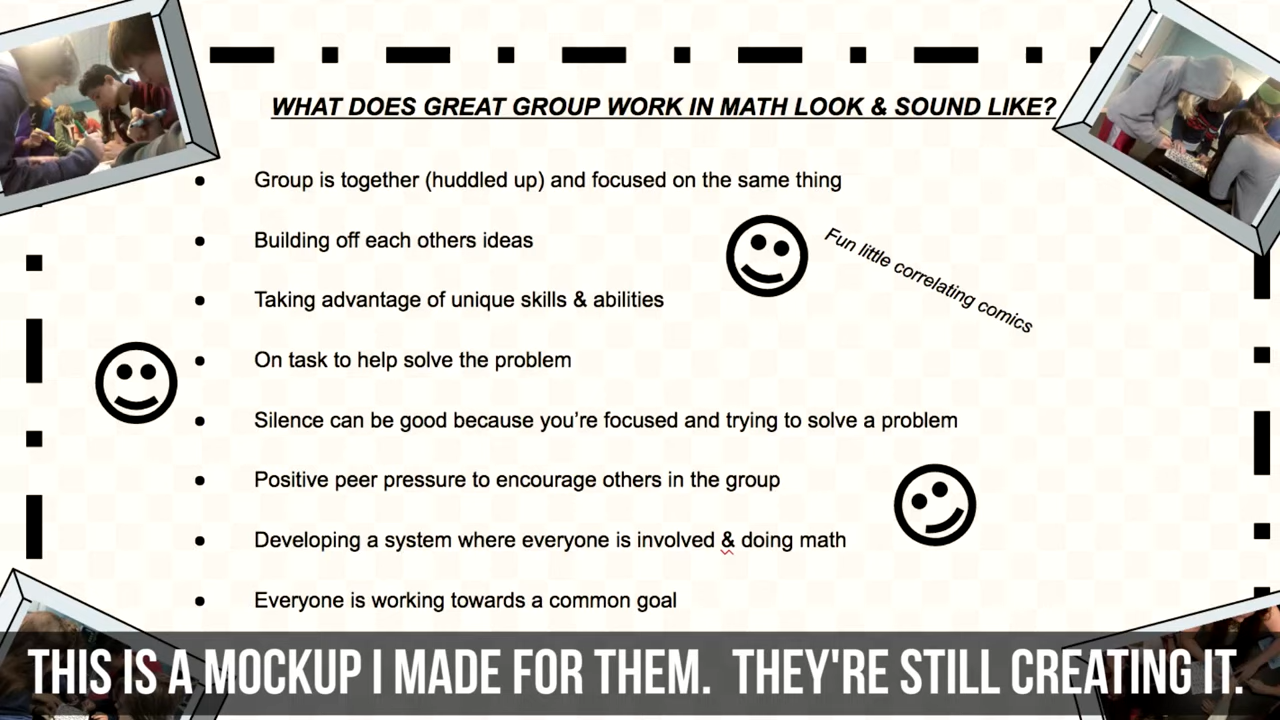 WHAT DOES GREAT GROUP WORK IN MATH LOOK & SOUND LIKE?
Group is together (huddled up) and focused on the same thing
Building off each others ideas
Fun little correlating comics
Taking advantage of unique skills & abilities
On task to help solve the problem
Silence can be good because you’re focused and trying to solve a problem
Positive peer pressure to encourage others in the group
Developing a system where everyone is involved & doing math
Everyone is working towards a common goal
THIS IS A MOCKUP I MADE FOR THEM. THEY'RE STILL CREATING IT.